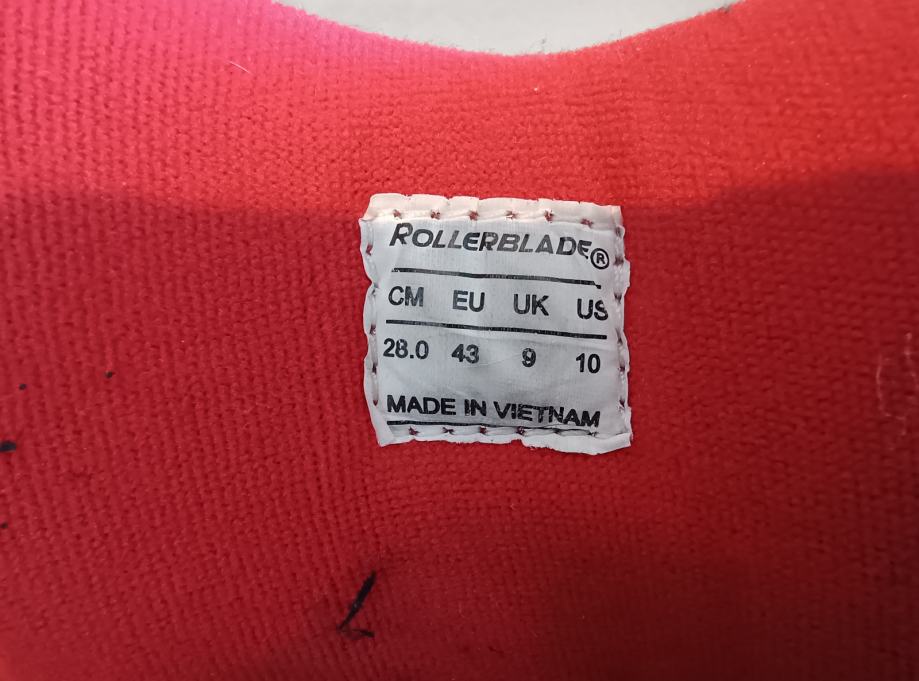 ROLLERBLADE®
CM EU UK US
28.0 43 9 10
MADE IN VIETNAM
L